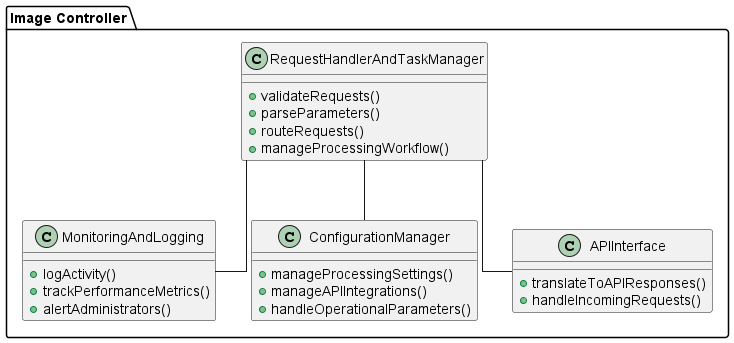 Image Controller
C RequestHandlerAndTaskManager
validateRequests()
parseParameters()
routeRequests()
manageProcessingWorkflow()
C MonitoringAndLogging
logActivity()
trackPerformanceMetrics()
alertAdministrators()
C ConfigurationManager
manageProcessingSettings()
manageAPIIntegrations()
handleOperationalParameters()
C APIInterface
translateToAPIResponses()
handleIncomingRequests()